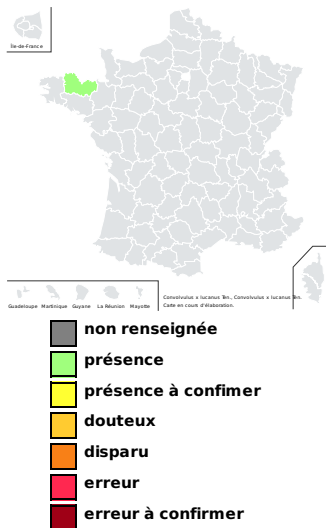 Île-de-France
Guadeloupe Martinique Guyane La Réunion Mayotte
Convolvulus x lucanus Ten., Convolvulus x lucanus Ten.
Carte en cours d'élaboration.
non renseignée
présence
présence à confimer
douteux
disparu
erreur
erreur à confirmer